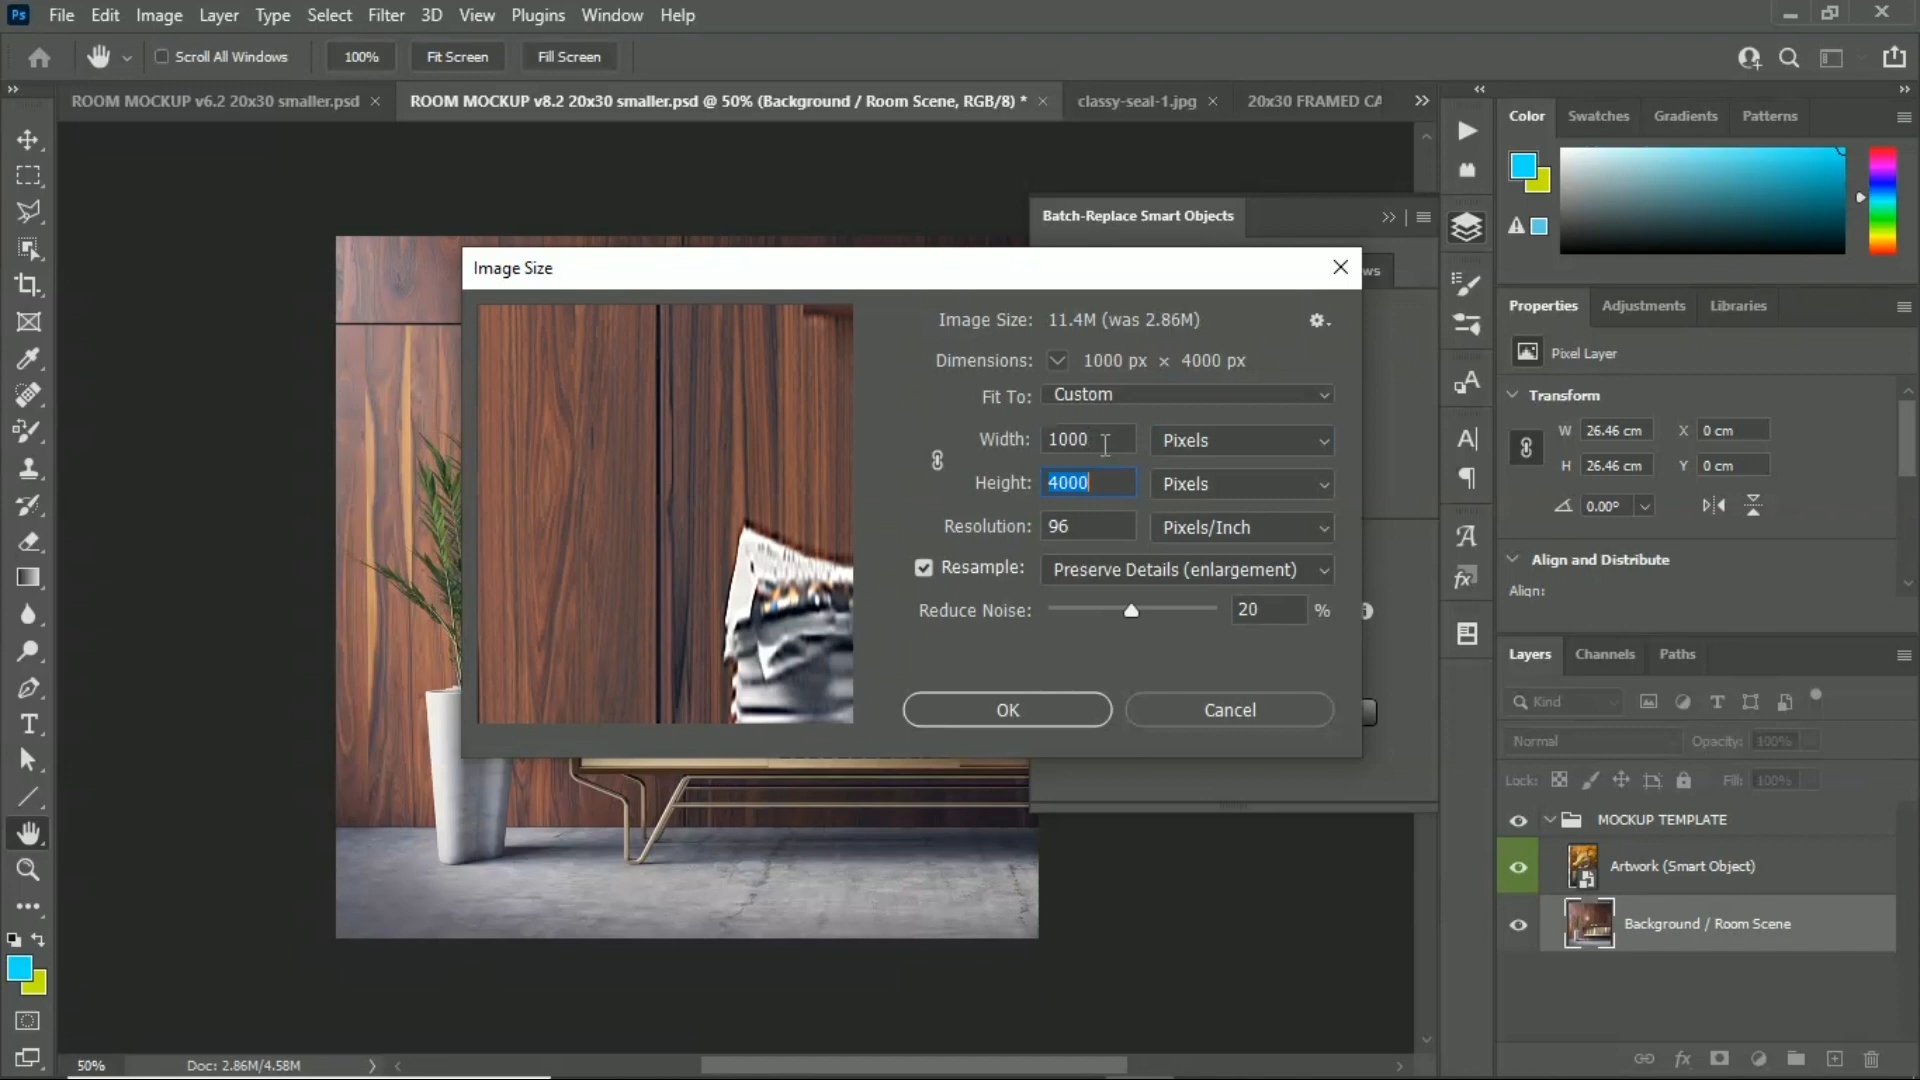 Ps File Edit Image Layer Type Select Filter 3D View Plugins Window Help
Scroll All Windows 100% Fit Screen Fill Screen
ROOM MOCKUP v6.2 20x30 smaller.psd ROOM MOCKUP v8.2 20x30 smaller.psd @ 50% (Background / Room Scene, RGB/8) * classy-seal-1.jpg 20x30 FRAMED CA
Color Swatches Gradients Patterns
Batch-Replace Smart Objects
Image Size
ws
Image Size: 11.4M (was 2.86M)
Dimensions: 1000 px × 4000 px
Fit To: Custom
Width: 1000 Pixels
Height: 4000 Pixels
Resolution: 96 Pixels/Inch
Resample: Preserve Details (enlargement)
Reduce Noise: 20 %
OK Cancel
Properties Adjustments Libraries
Pixel Layer
Transform
W 26.46 cm X 0 cm
H 26.46 cm Y 0 cm
0.00°
Align and Distribute
Align:
Layers Channels Paths
Kind
Normal Opacity: 100%
Lock: Fill: 100%
MOCKUP TEMPLATE
Artwork (Smart Object)
Background / Room Scene
50% Doc: 2.86M/4.58M